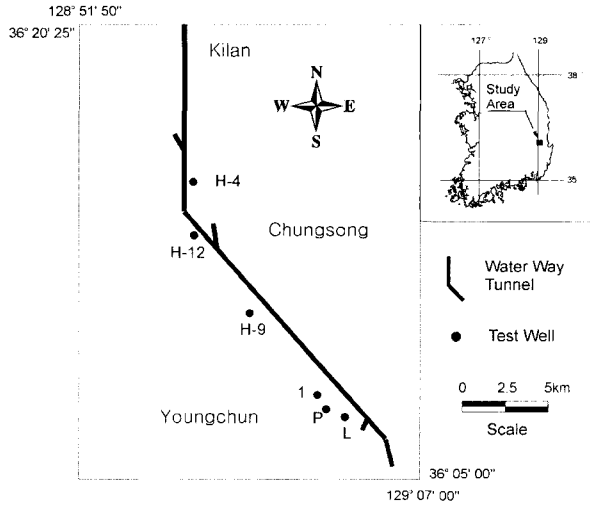 128° 51' 50"
36° 20' 25"
Kilan
N
W E
S
H-4
Chungsong
H-12
H-9
1
P
L
Youngchun
36° 05' 00"
129° 07' 00"
127°
129
38
Study
Area
35
Water Way
Tunnel
Test Well
0 2.5 5km
Scale